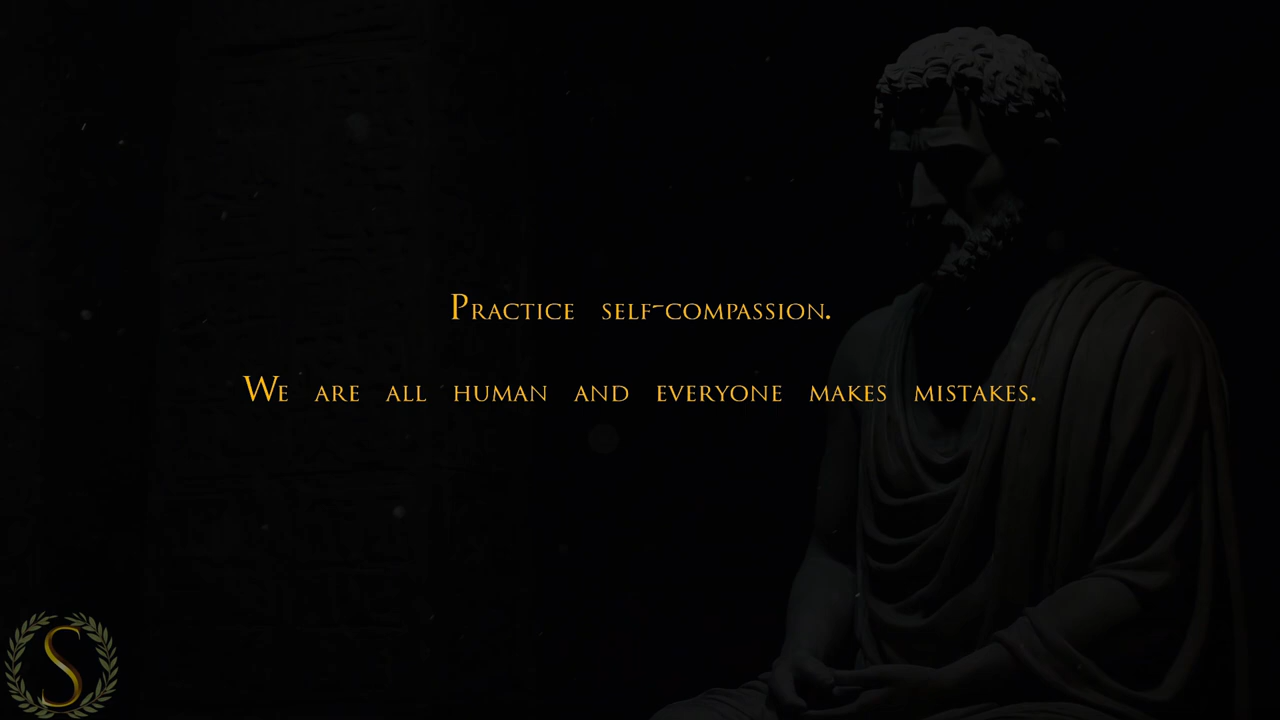 Practice self-compassion.
We are all human and everyone makes mistakes.
S